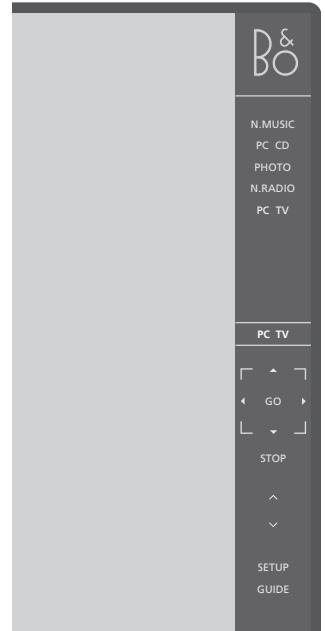 B&O
N.MUSIC
PC CD
PHOTO
N.RADIO
PC TV
PC TV
GO
STOP
SETUP
GUIDE